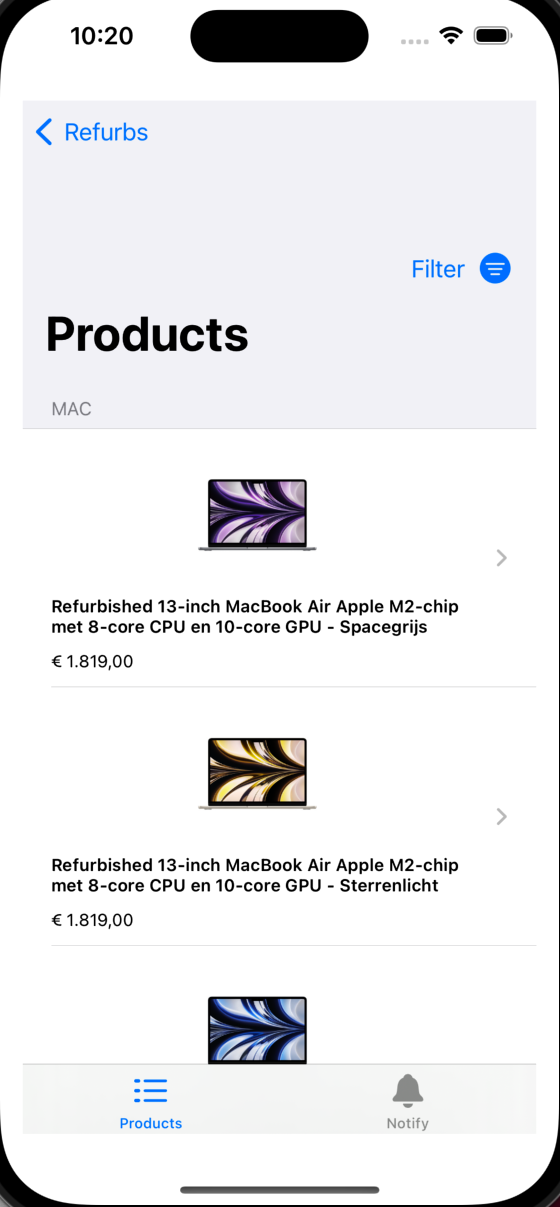 10:20
Refurbs
Filter
Products
MAC
Refurbished 13-inch MacBook Air Apple M2-chip
met 8-core CPU en 10-core GPU - Spacegrijs
€ 1.819,00
Refurbished 13-inch MacBook Air Apple M2-chip
met 8-core CPU en 10-core GPU - Sterrenlicht
€ 1.819,00
Products
Notify